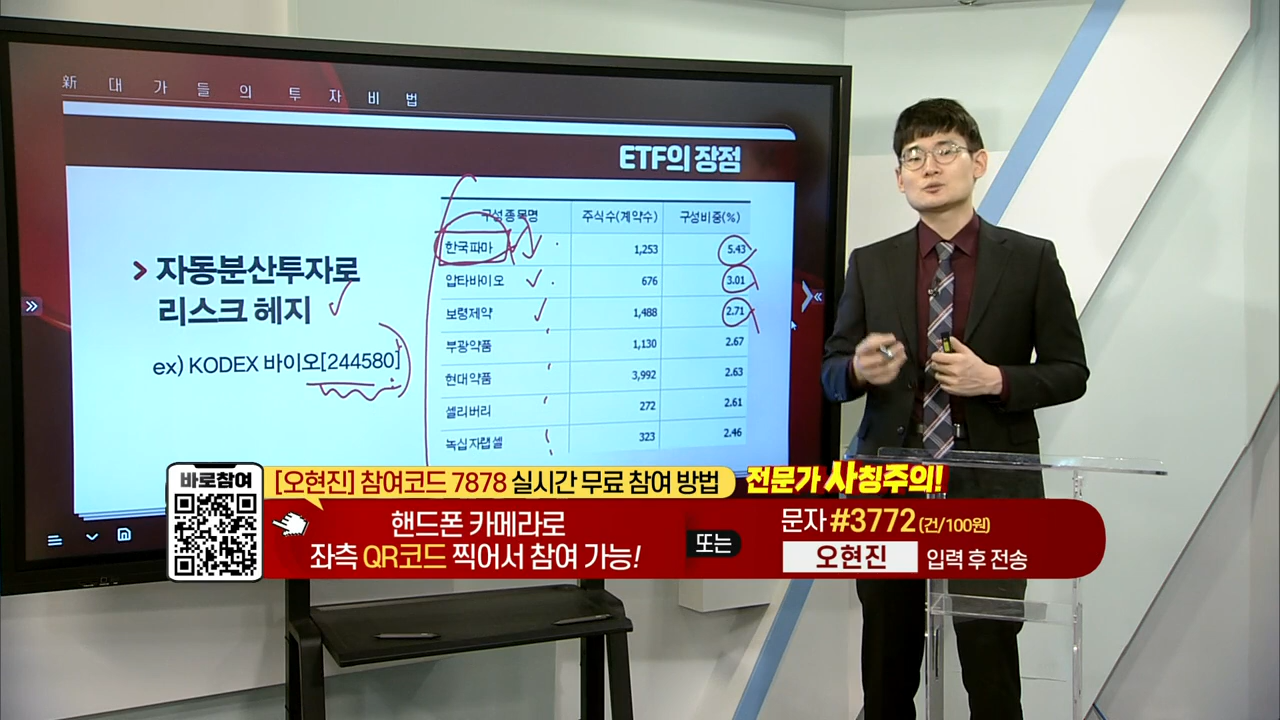 新 대 가 들 의 투 자 비 법
ETF의 장점
자동분산투자로
리스크 헤지
ex) KODEX 바이오[244580]
구성종목명 주식수(계약수) 구성비중(%)
한국파마 1,253 5.43
압타바이오 676 3.01
보령제약 1,488 2.71
부광약품 1,130 2.67
현대약품 3,992 2.63
셀리버리 272 2.61
녹십자랩셀 323 2.46
바로참여
[오현진] 참여코드 7878 실시간 무료 참여 방법
전문가 사칭주의!
핸드폰 카메라로
좌측 QR코드 찍어서 참여 가능!
또는
문자 #3772 (건/100원)
오현진 입력 후 전송